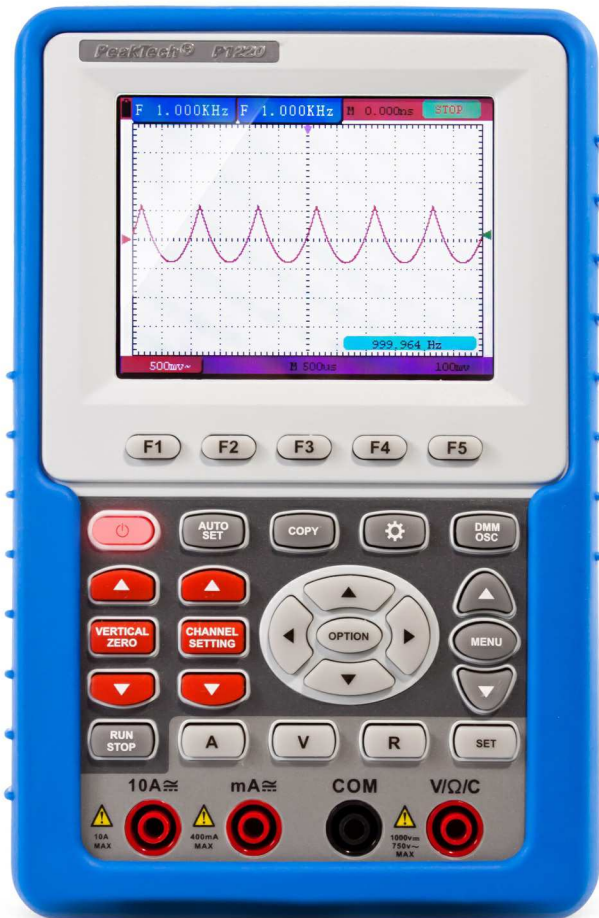 PeakTech® P1220
F 1.000KHz F 1.000KHz M 0.000ns STOP
999.964 Hz
500mv~ M 500us 100mv
F1 F2 F3 F4 F5
AUTO SET COPY DMM OSC
VERTICAL ZERO CHANNEL SETTING OPTION MENU
RUN STOP A V R SET
10A≅ mA≅ COM V/Ω/C
10A MAX 400mA MAX 1000v⎓ 750v~ MAX